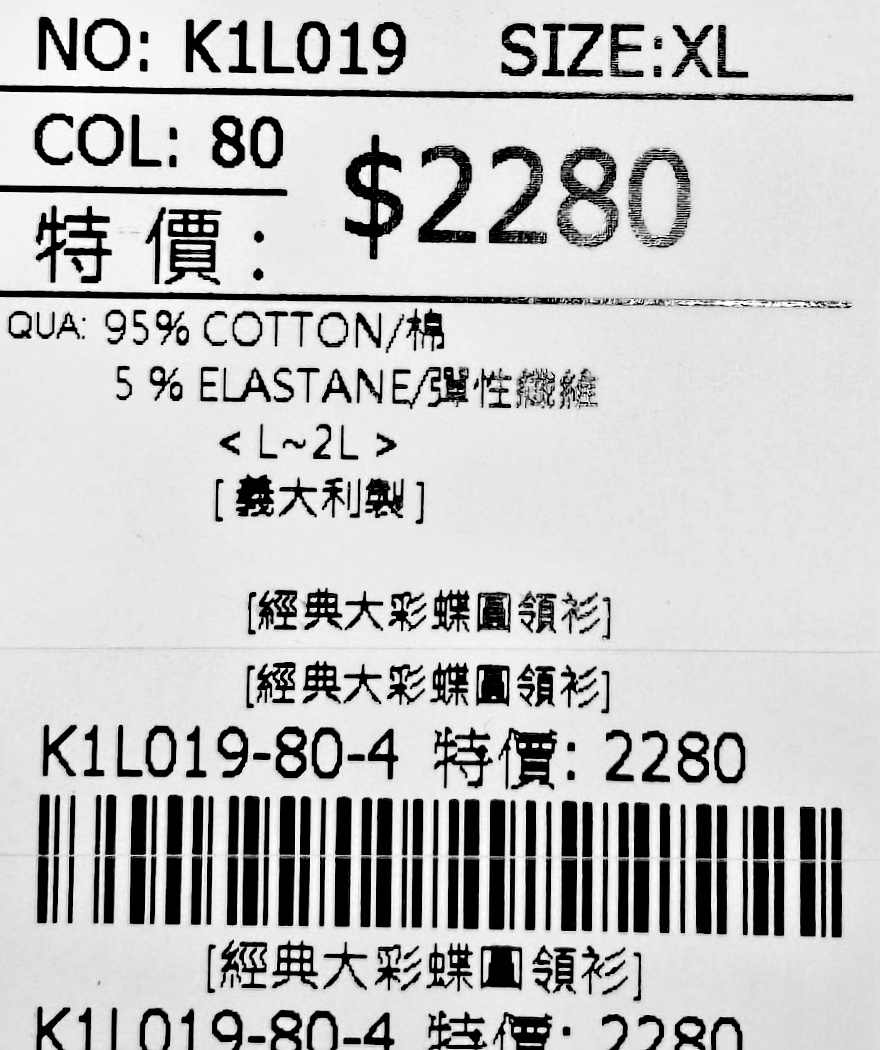 NO: K1L019 SIZE:XL
COL: 80
$2280
特價:
QUA: 95% COTTON/棉
5 % ELASTANE/彈性纖維
< L~2L >
[義大利製]
[經典大彩蝶圓領衫]
[經典大彩蝶圓領衫]
K1L019-80-4 特價: 2280
[經典大彩蝶圓領衫]
K1L019-80-4 特價: 2280